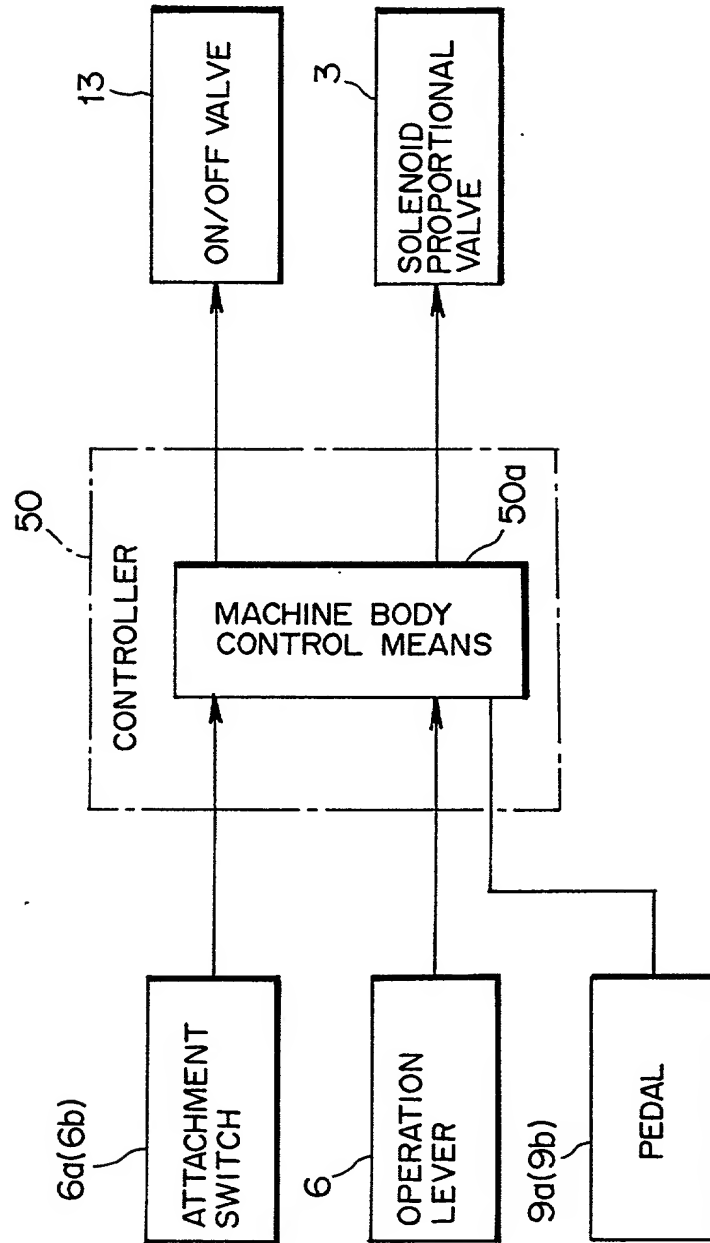 6a(6b)
ATTACHMENT
SWITCH
6
OPERATION
LEVER
9a(9b)
PEDAL
50
CONTROLLER
MACHINE BODY
CONTROL MEANS
50a
13
ON/OFF VALVE
3
SOLENOID
PROPORTIONAL
VALVE